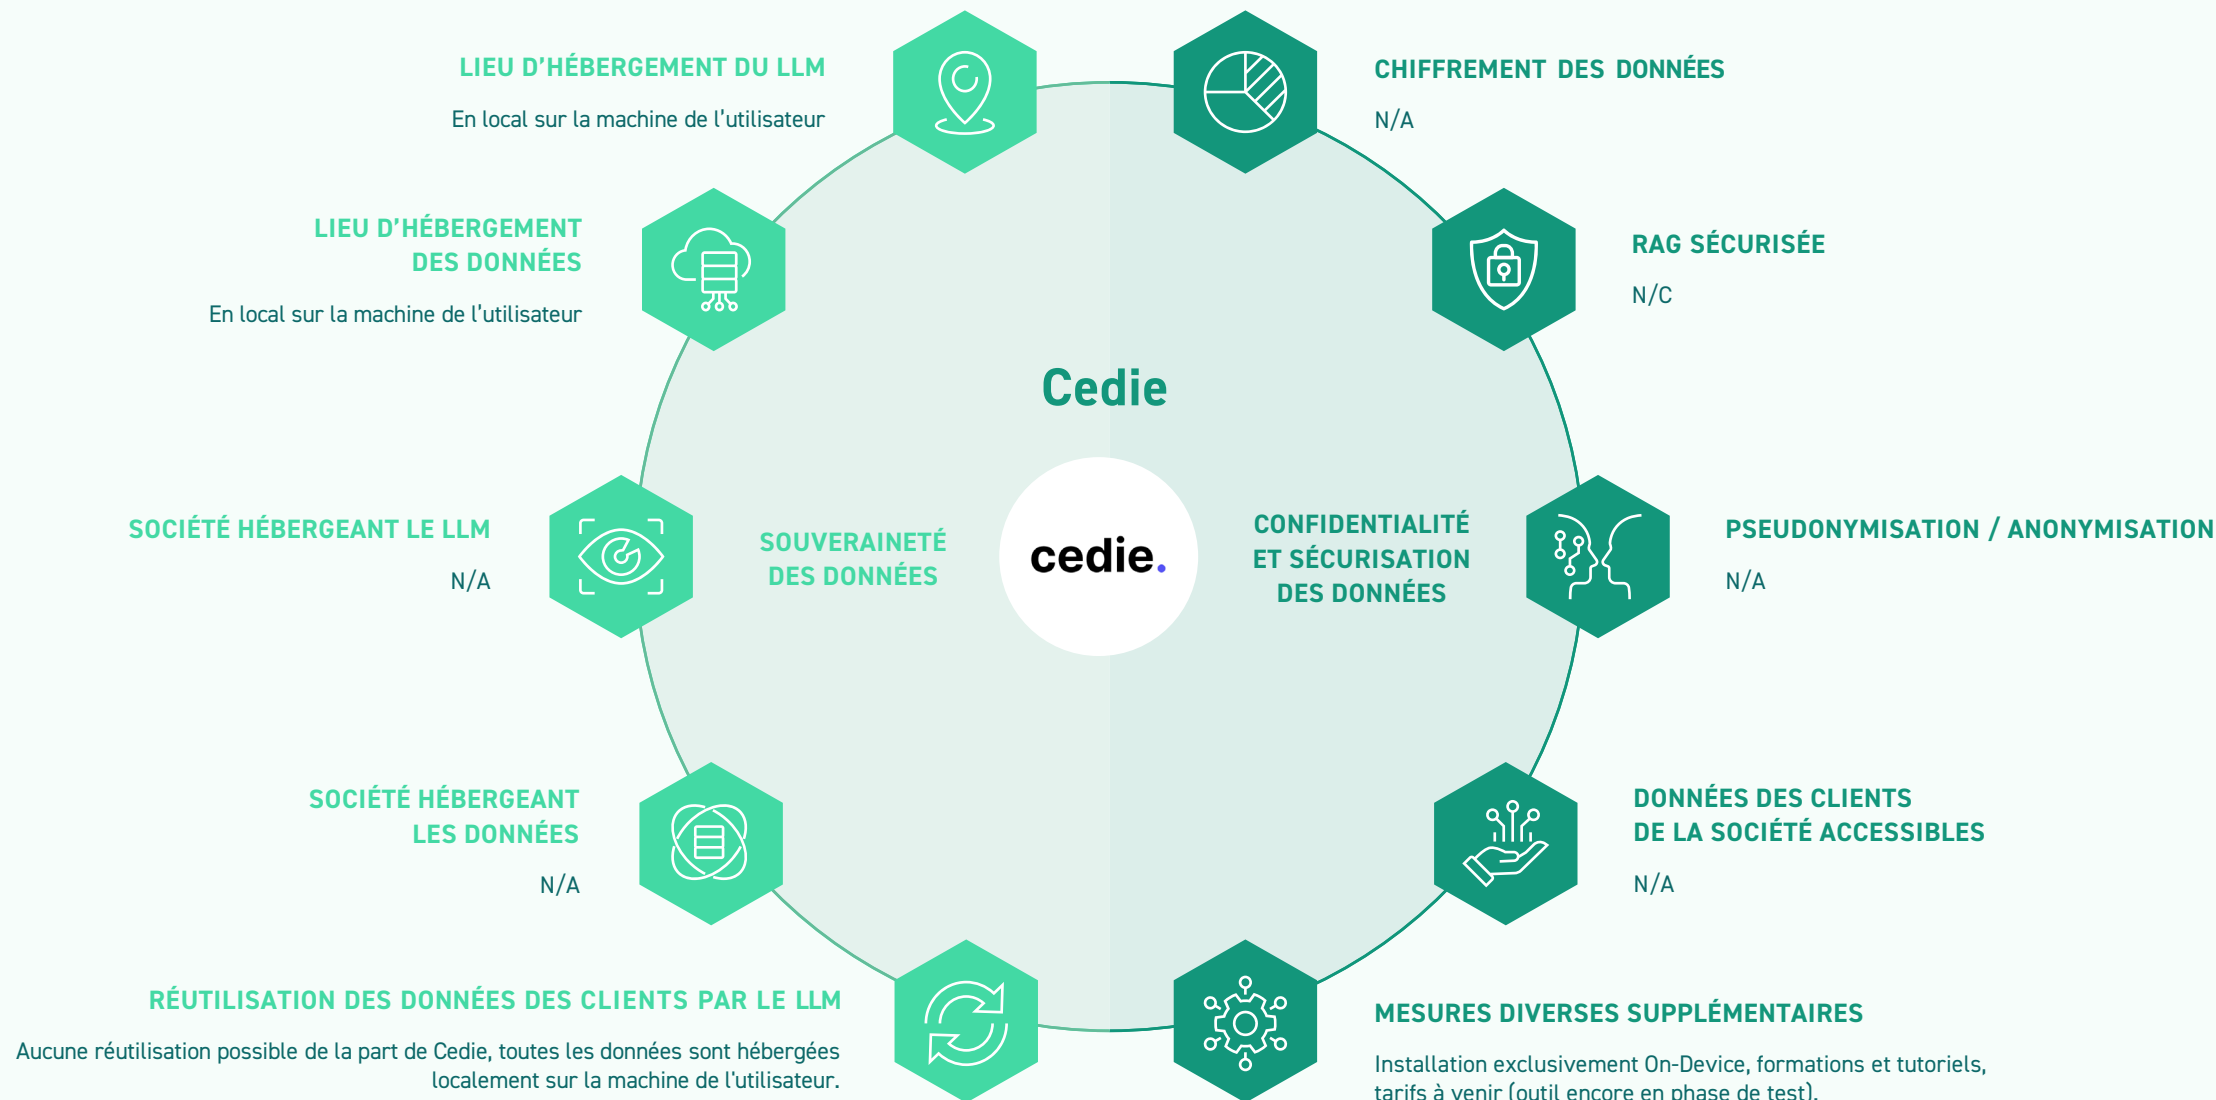 LIEU D’HÉBERGEMENT DU LLM
En local sur la machine de l’utilisateur
LIEU D’HÉBERGEMENT
DES DONNÉES
En local sur la machine de l’utilisateur
SOCIÉTÉ HÉBERGEANT LE LLM
N/A
SOCIÉTÉ HÉBERGEANT
LES DONNÉES
N/A
RÉUTILISATION DES DONNÉES DES CLIENTS PAR LE LLM
Aucune réutilisation possible de la part de Cedie, toutes les données sont hébergées
localement sur la machine de l'utilisateur.
Cedie
SOUVERAINETÉ
DES DONNÉES
cedie.
CONFIDENTIALITÉ
ET SÉCURISATION
DES DONNÉES
CHIFFREMENT DES DONNÉES
N/A
RAG SÉCURISÉE
N/C
PSEUDONYMISATION / ANONYMISATION
N/A
DONNÉES DES CLIENTS
DE LA SOCIÉTÉ ACCESSIBLES
N/A
MESURES DIVERSES SUPPLÉMENTAIRES
Installation exclusivement On-Device, formations et tutoriels,
tarifs à venir (outil encore en phase de test).